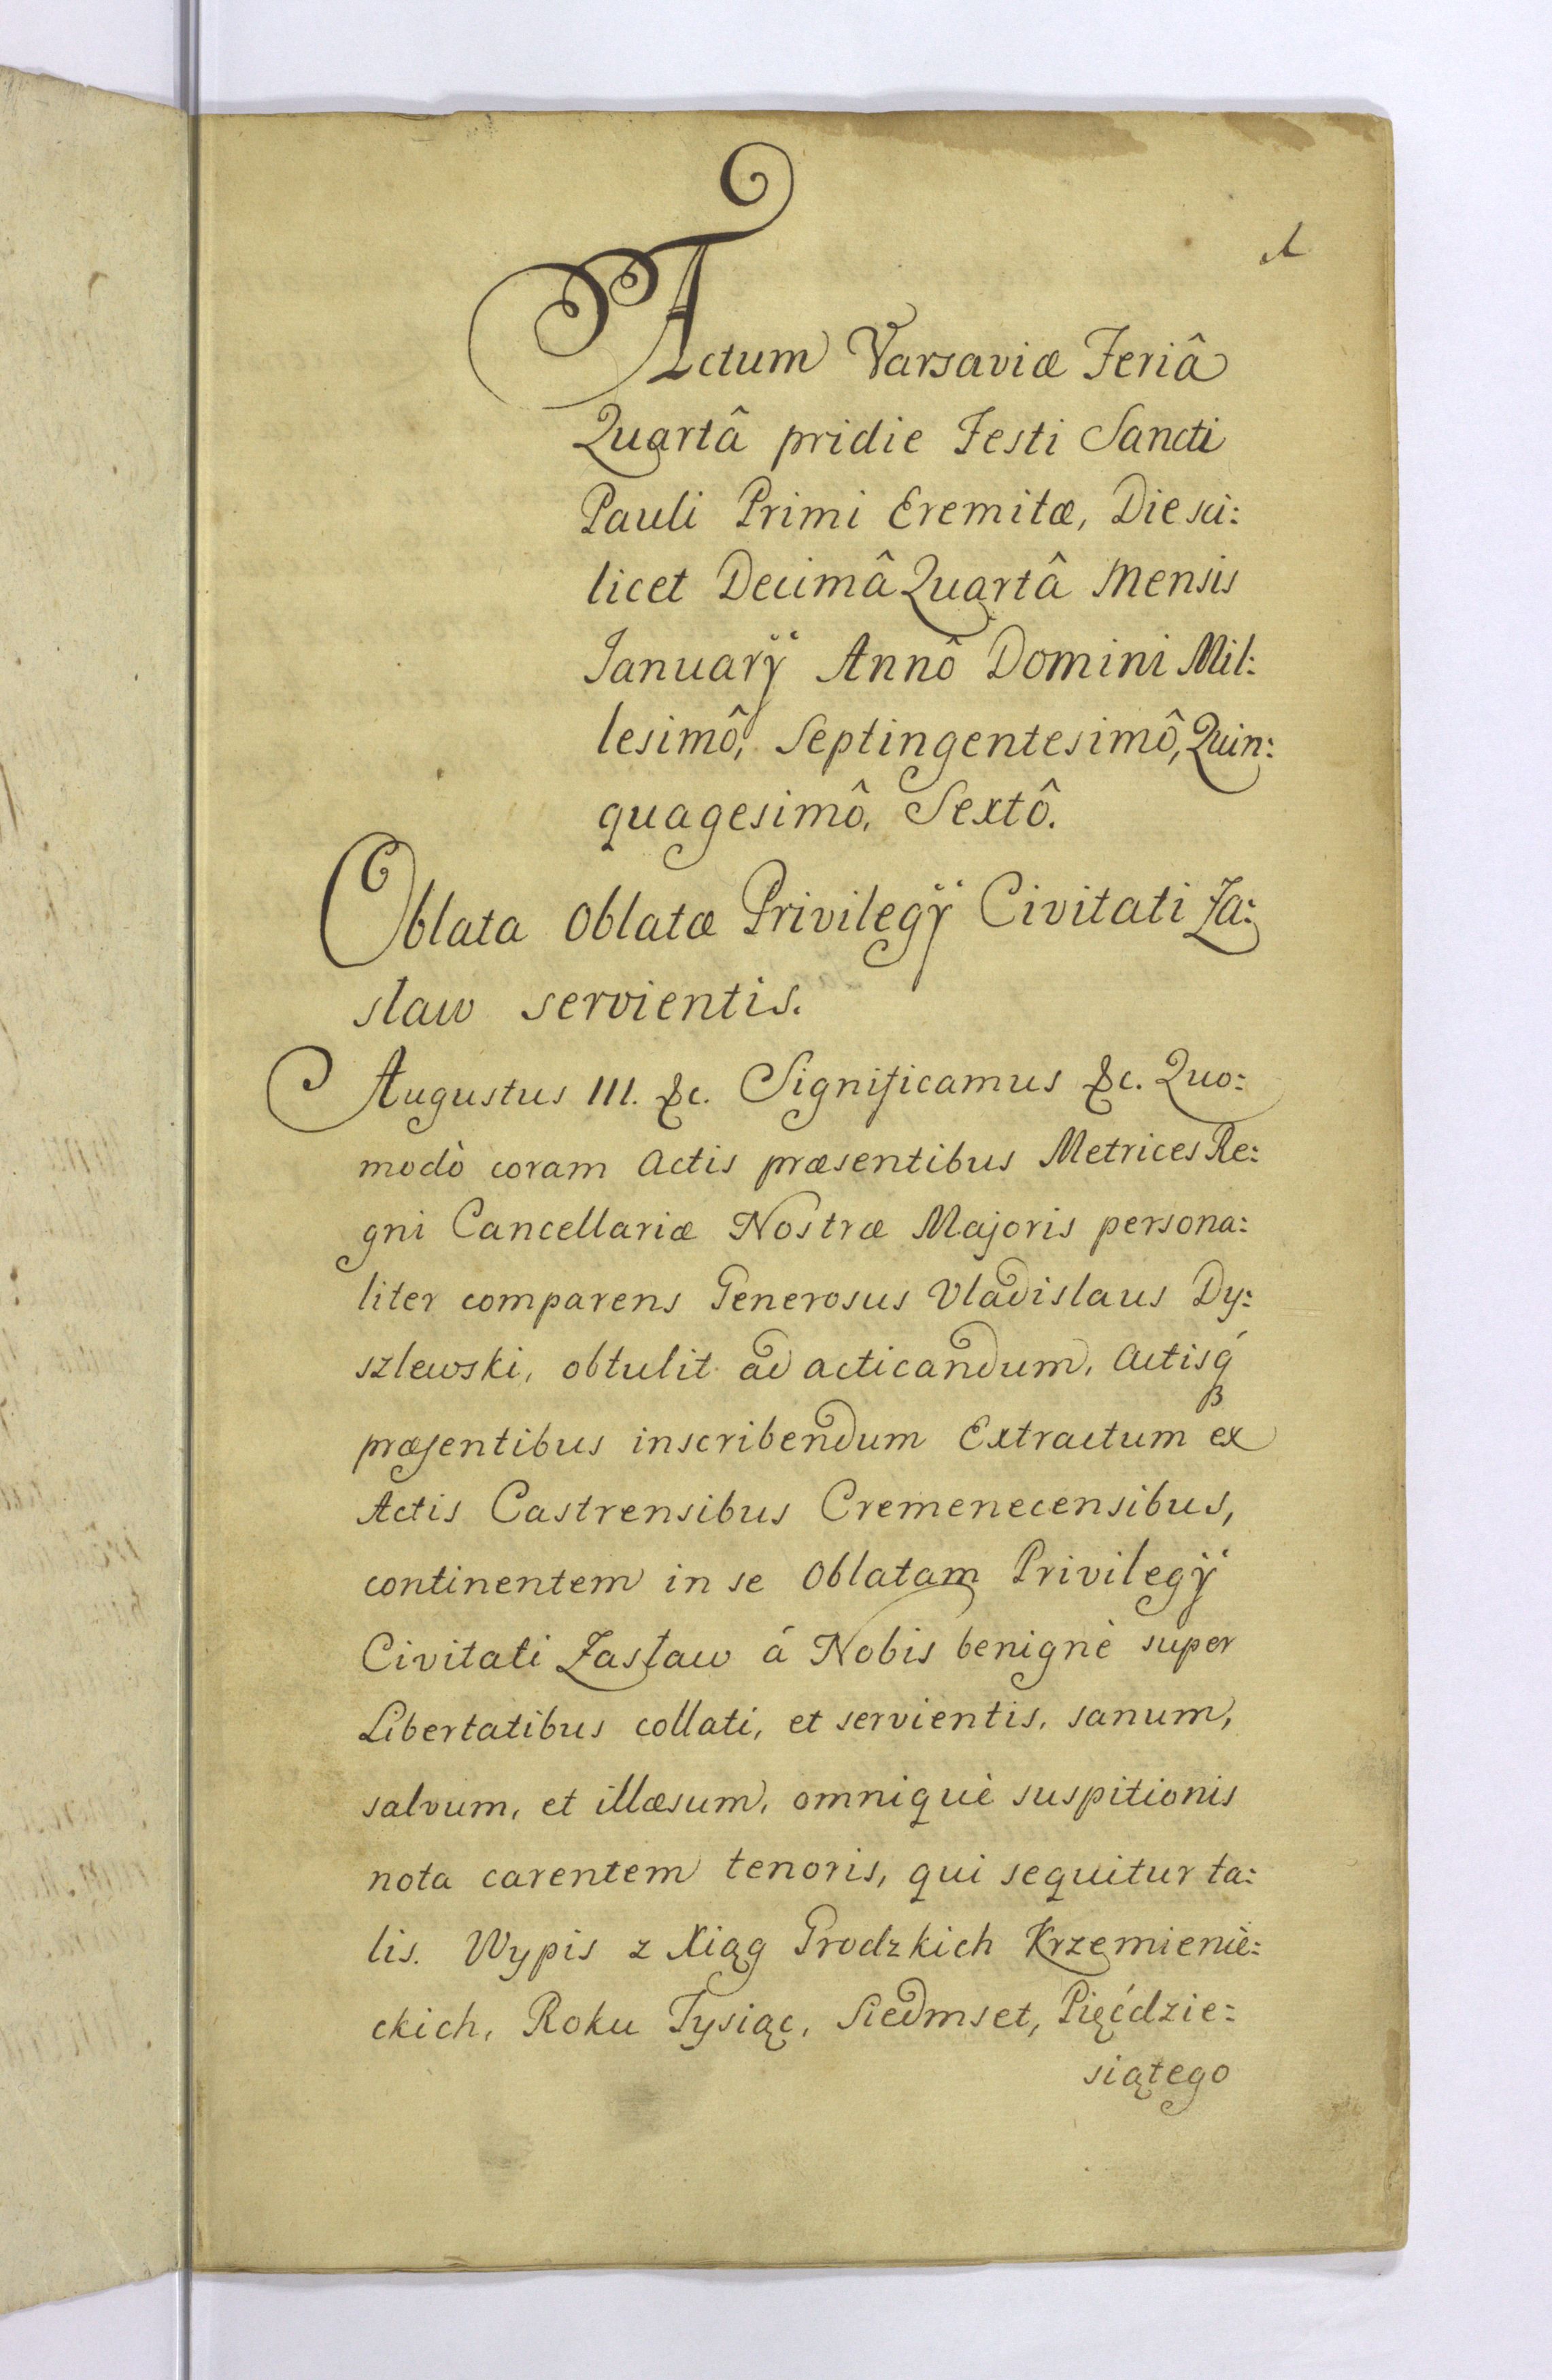 1
Actum Varsaviæ Feriâ
Quartâ pridie Festi Sancti
Pauli Primi Eremitæ, Die sci:
licet Decimâ Quartâ Mensis
Januarÿ Annô Domini Mil:
lesimô, Septingentesimô, Quin:
quagesimô, Sextô.
Oblata Oblatæ Privilegÿ Civitati Za:
slaw servientis.
Augustus III. &c. Significamus &c. Quo:
modò coram Actis præsentibus Metrices Re:
gni Cancellariæ Nostræ Majoris persona:
liter comparens Generosus Vladislaus Dy:
szlewski, obtulit ad acticandum, Actisq́
præsentibus inscribendum Extractum ex
Actis Castrensibus Cremenecensibus,
continentem in se Oblatam Privilegÿ
Civitati Zasław á Nobis benignè super
Libertatibus collati, et servientis, sanum,
salvum, et illæsum, omniquè suspitionis
nota carentem tenoris, qui sequitur ta:
lis. Wypis z Xiąg Grodzkich Krzemienie:
ckich, Roku Tysiąc, Siedmset, Pięćdzie:
siątego